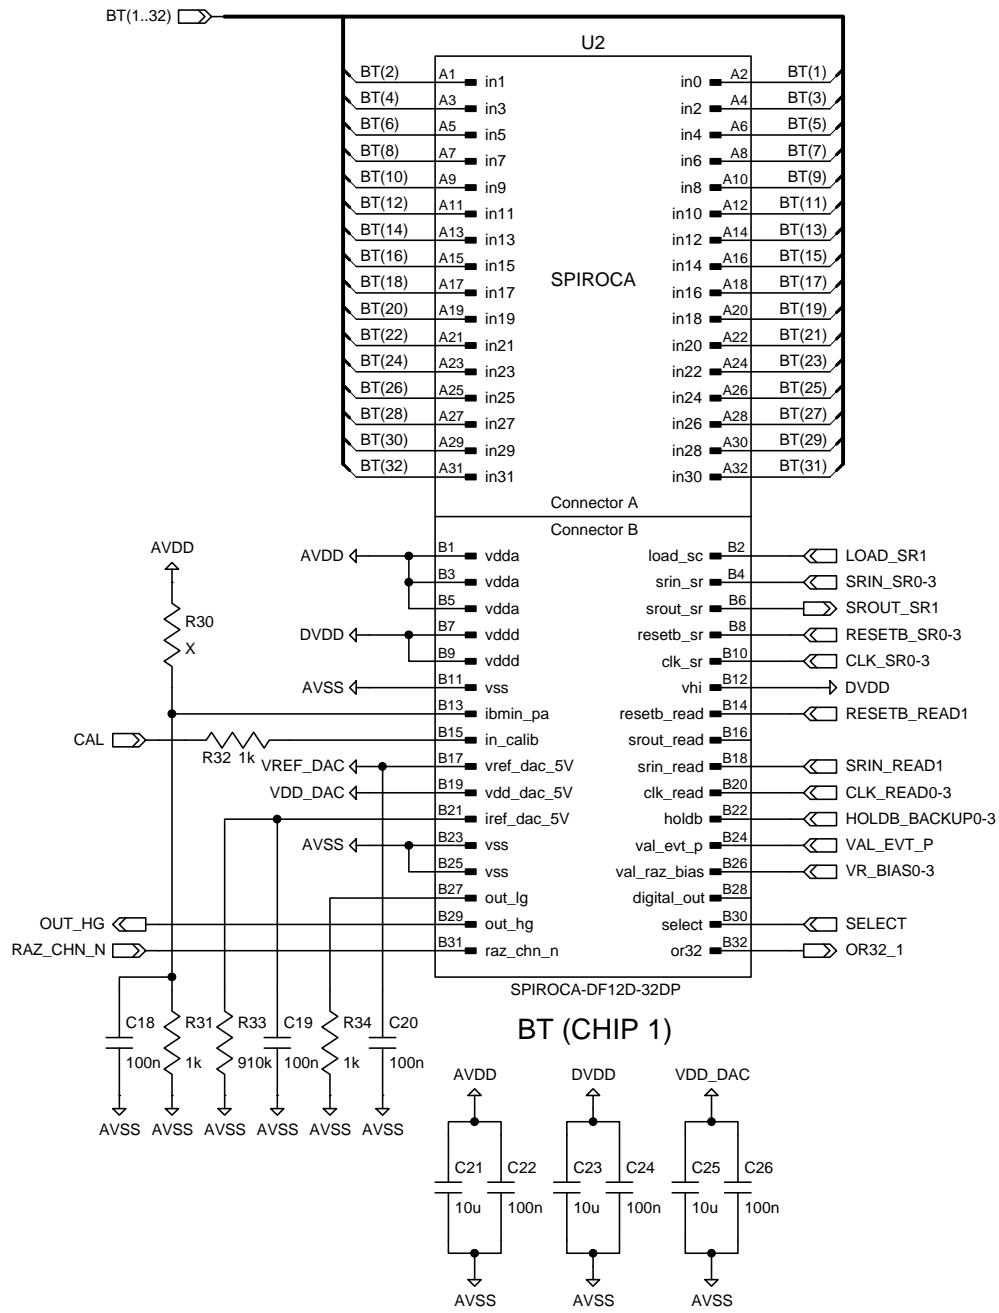 BT(1..32)
U2
BT(2) A1 in1 in0 A2 BT(1)
BT(4) A3 in3 in2 A4 BT(3)
BT(6) A5 in5 in4 A6 BT(5)
BT(8) A7 in7 in6 A8 BT(7)
BT(10) A9 in9 in8 A10 BT(9)
BT(12) A11 in11 in10 A12 BT(11)
BT(14) A13 in13 in12 A14 BT(13)
BT(16) A15 in15 in14 A16 BT(15)
SPIROCA
BT(18) A17 in17 in16 A18 BT(17)
BT(20) A19 in19 in18 A20 BT(19)
BT(22) A21 in21 in20 A22 BT(21)
BT(24) A23 in23 in22 A24 BT(23)
BT(26) A25 in25 in24 A26 BT(25)
BT(28) A27 in27 in26 A28 BT(27)
BT(30) A29 in29 in28 A30 BT(29)
BT(32) A31 in31 in30 A32 BT(31)
Connector A
Connector B
AVDD
AVDD B1 vdda load_sc B2 LOAD_SR1
B3 vdda srin_sr B4 SRIN_SR0-3
B5 vdda srout_sr B6 SROUT_SR1
R30
X
DVDD B7 vddd resetb_sr B8 RESETB_SR0-3
B9 vddd clk_sr B10 CLK_SR0-3
AVSS B11 vss vhi B12 DVDD
B13 ibmin_pa resetb_read B14 RESETB_READ1
CAL R32 1k B15 in_calib srout_read B16
VREF_DAC B17 vref_dac_5V srin_read B18 SRIN_READ1
VDD_DAC B19 vdd_dac_5V clk_read B20 CLK_READ0-3
B21 iref_dac_5V holdb B22 HOLDB_BACKUP0-3
AVSS B23 vss val_evt_p B24 VAL_EVT_P
B25 vss val_raz_bias B26 VR_BIAS0-3
B27 out_lg digital_out B28
OUT_HG B29 out_hg select B30 SELECT
RAZ_CHN_N B31 raz_chn_n or32 B32 OR32_1
SPIROCA-DF12D-32DP
BT (CHIP 1)
C18 R31 R33 C19 R34 C20
100n 1k 910k 100n 1k 100n
AVSS AVSS AVSS AVSS AVSS AVSS
AVDD DVDD VDD_DAC
C21 C22 C23 C24 C25 C26
10u 100n 10u 100n 10u 100n
AVSS AVSS AVSS